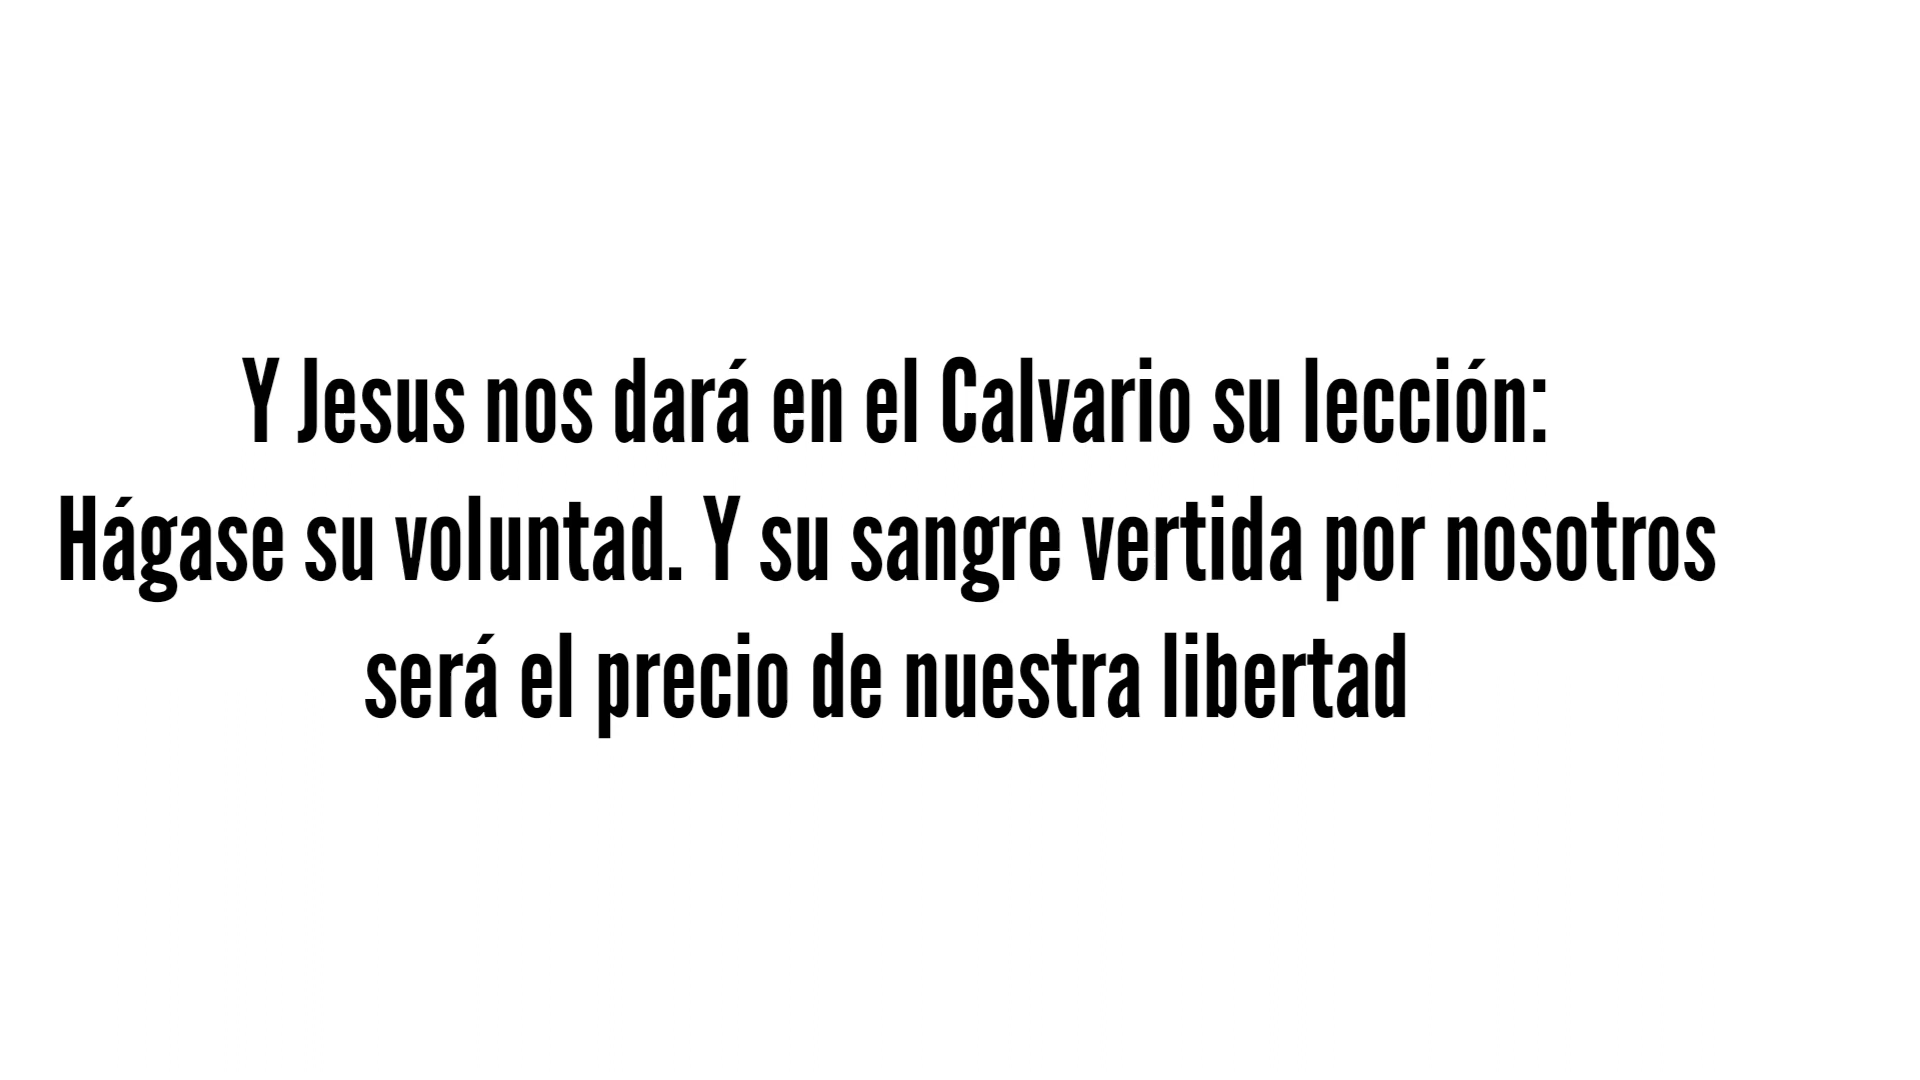 Y Jesus nos dará en el Calvario su lección:
Hágase su voluntad. Y su sangre vertida por nosotros
será el precio de nuestra libertad